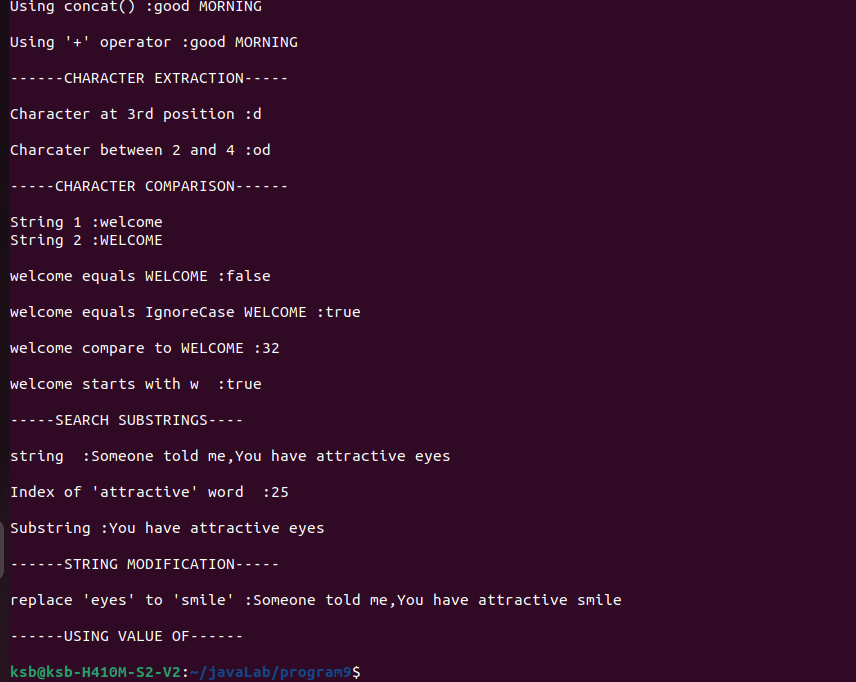 Using concat() :good MORNING
Using '+' operator :good MORNING
------CHARACTER EXTRACTION-----
Character at 3rd position :d
Charcater between 2 and 4 :od
-----CHARACTER COMPARISON------
String 1 :welcome
String 2 :WELCOME
welcome equals WELCOME :false
welcome equals IgnoreCase WELCOME :true
welcome compare to WELCOME :32
welcome starts with w  :true
-----SEARCH SUBSTRINGS----
string  :Someone told me,You have attractive eyes
Index of 'attractive' word  :25
Substring :You have attractive eyes
------STRING MODIFICATION-----
replace 'eyes' to 'smile' :Someone told me,You have attractive smile
------USING VALUE OF------
ksb@ksb-H410M-S2-V2:~/javaLab/program9$